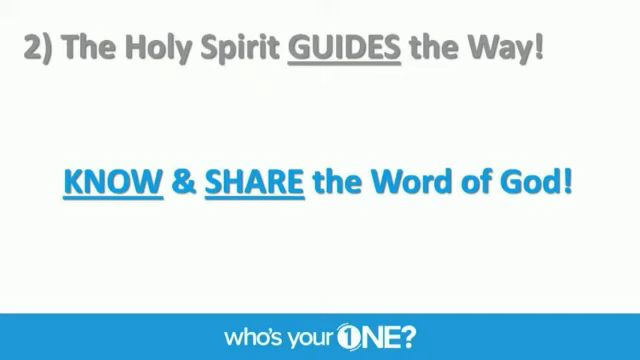 2) The Holy Spirit GUIDES the Way!
KNOW & SHARE the Word of God!
who's your ONE?